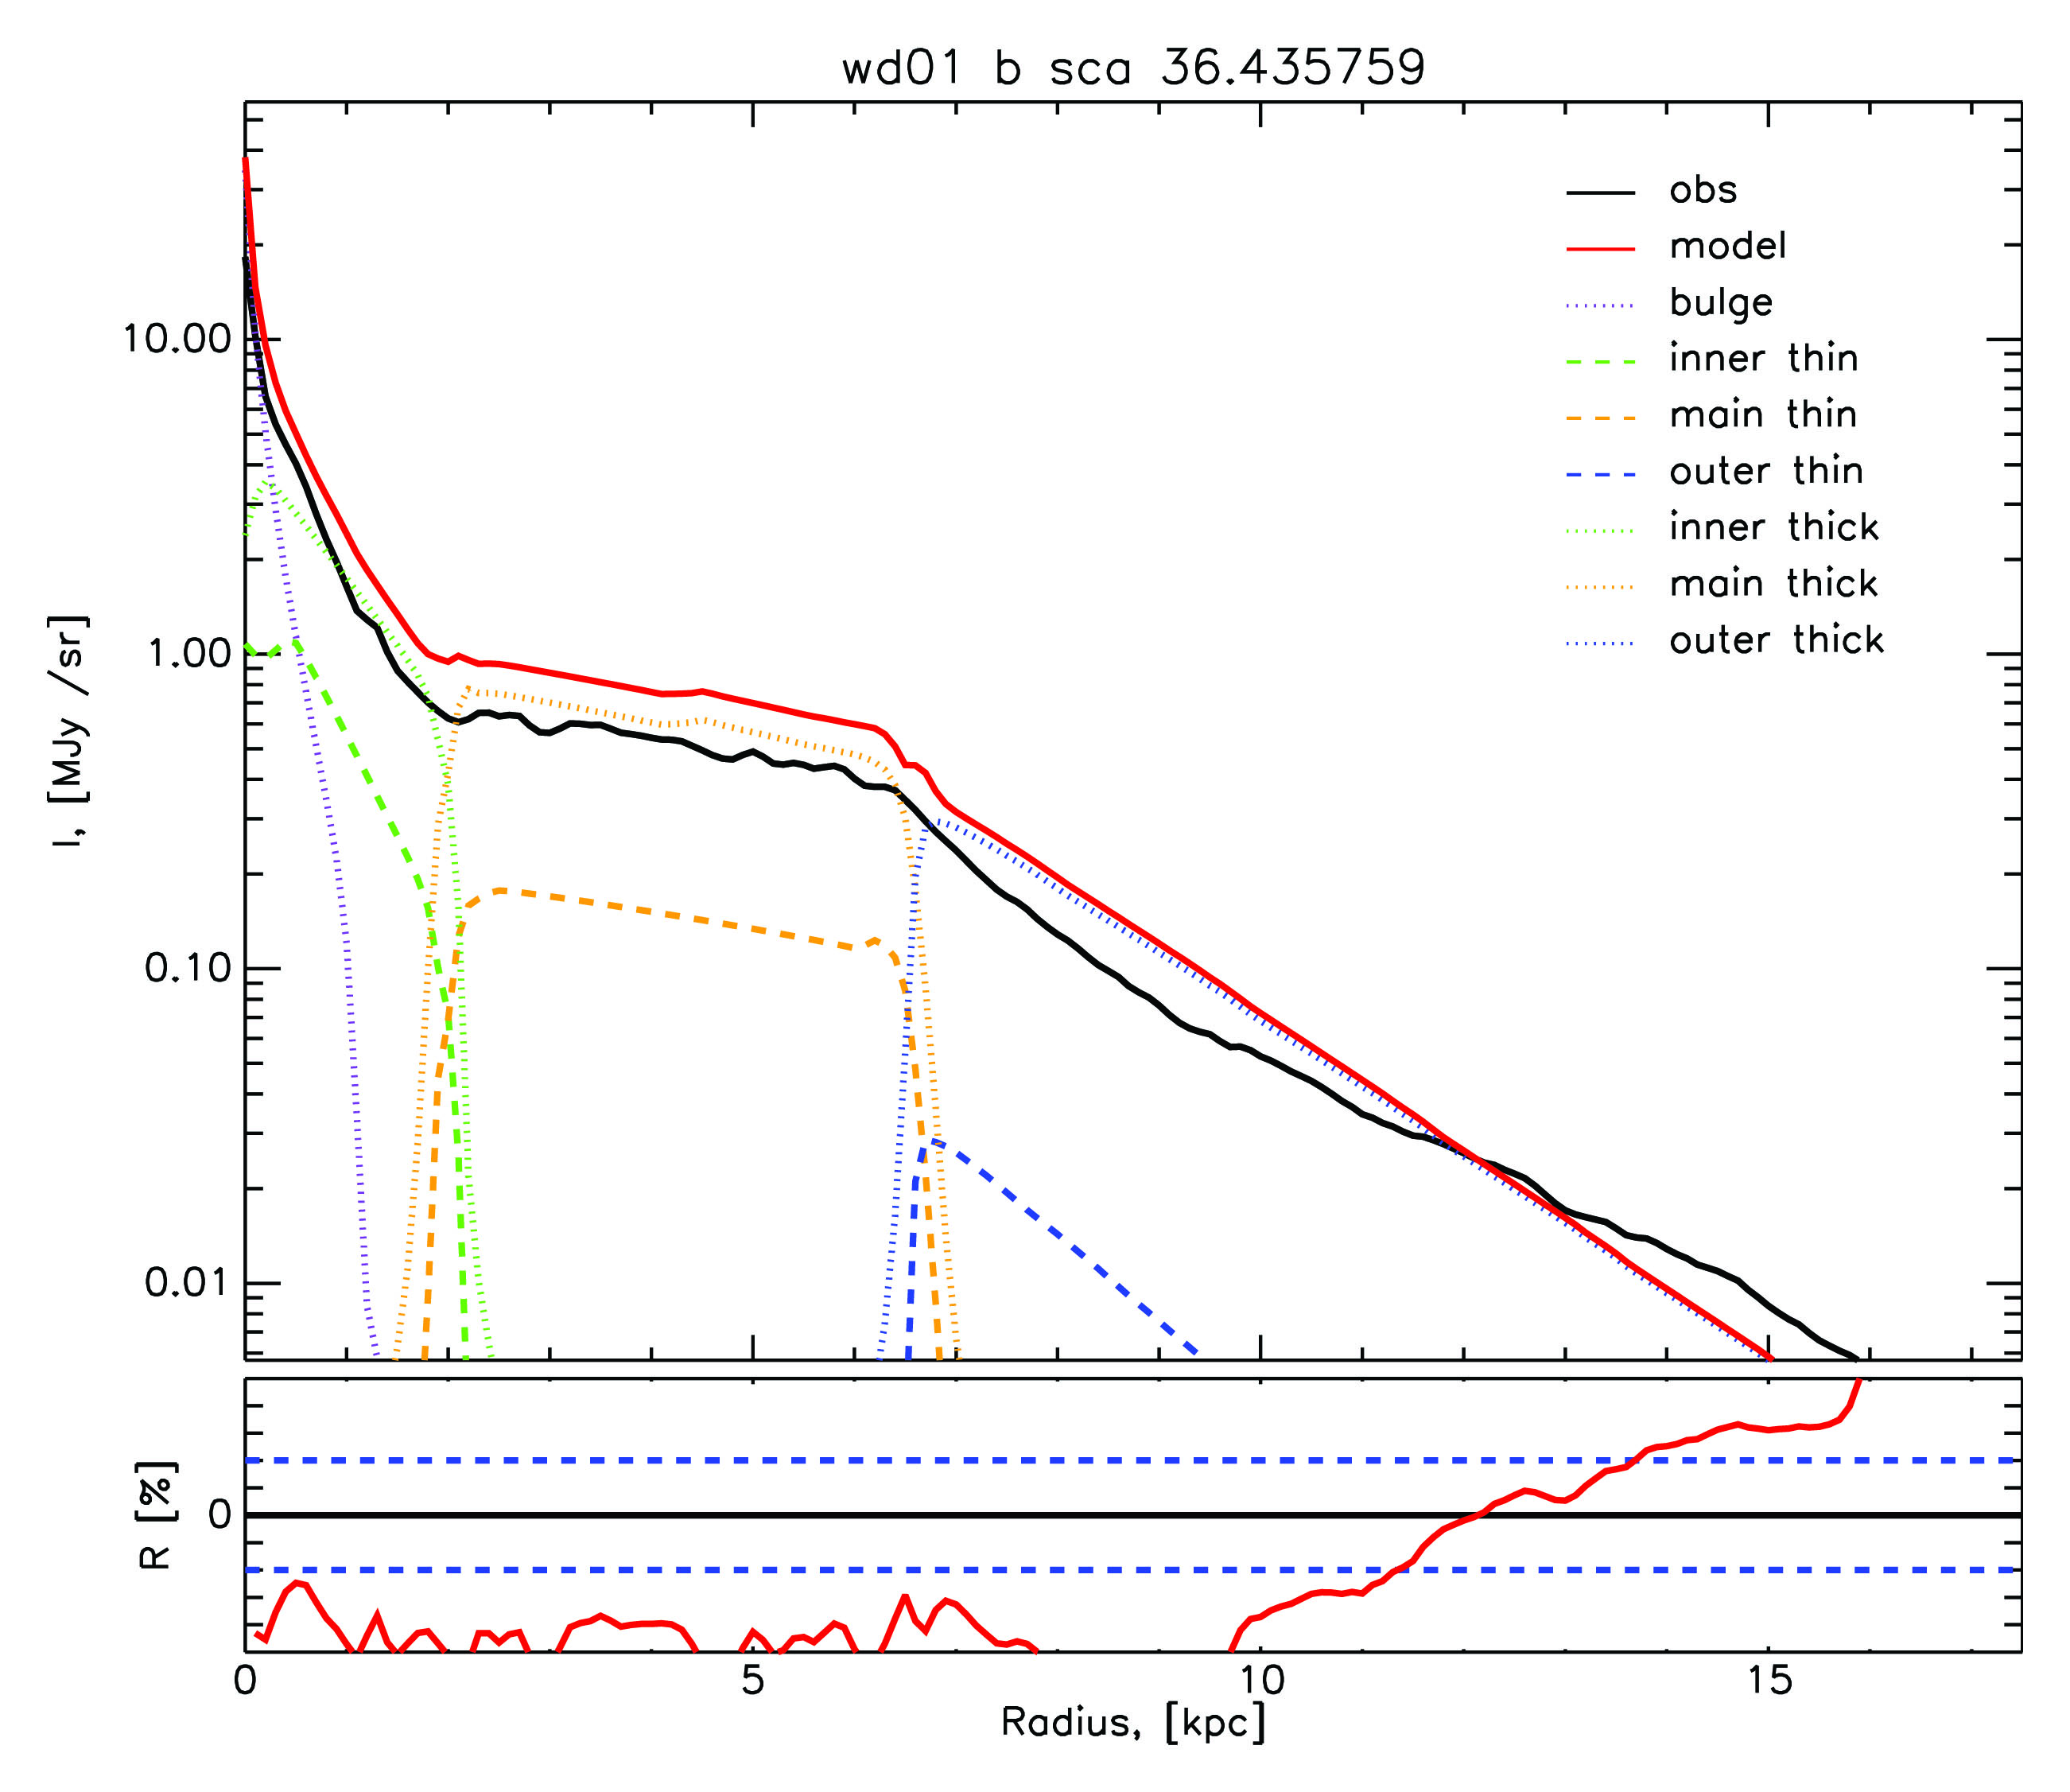 wd01 b sca 36.435759
obs
model
bulge
inner thin
main thin
outer thin
inner thick
main thick
outer thick
I, [MJy /sr]
10.00
1.00
0.10
0.01
R [%]
0
0 5 10 15
Radius, [kpc]